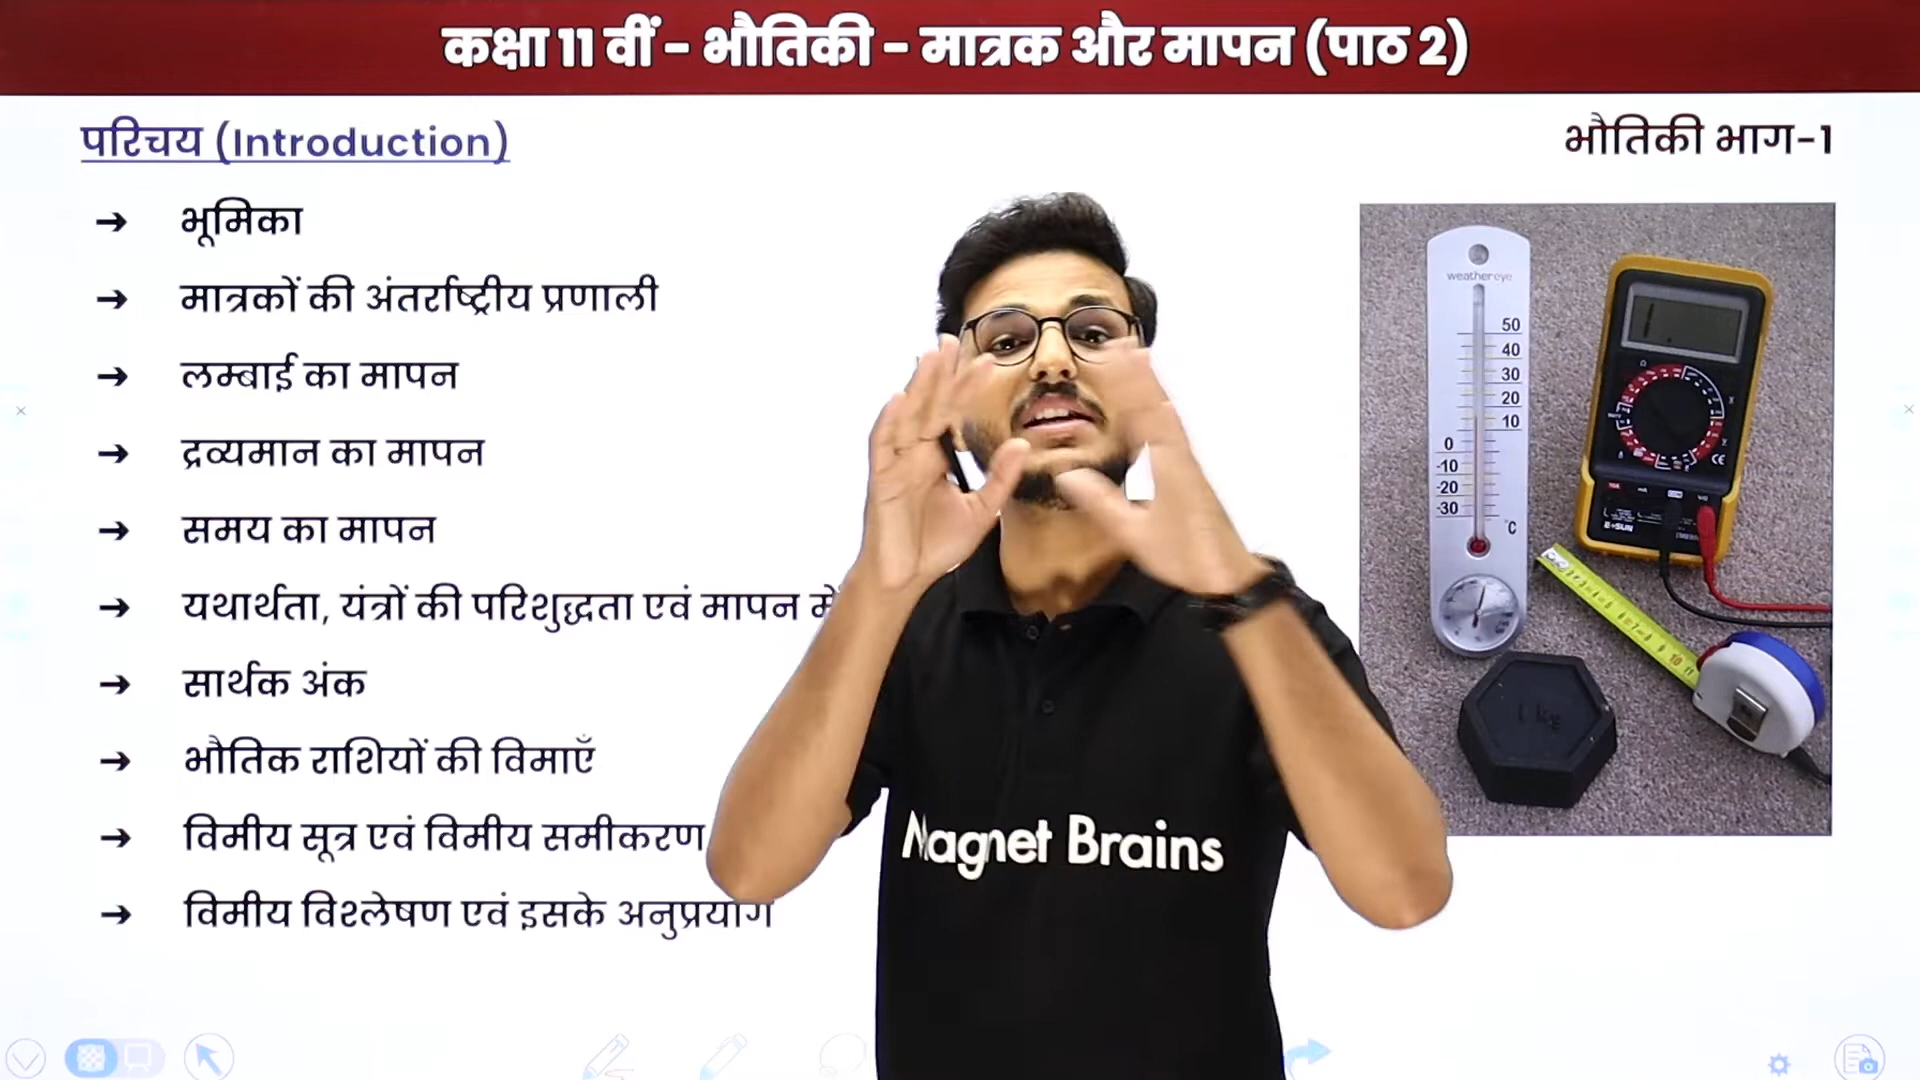 कक्षा 11 वीं - भौतिकी - मात्रक और मापन (पाठ 2)
परिचय (Introduction)
भौतिकी भाग-1
→ भूमिका
→ मात्रकों की अंतर्राष्ट्रीय प्रणाली
→ लम्बाई का मापन
→ द्रव्यमान का मापन
→ समय का मापन
→ यथार्थता, यंत्रों की परिशुद्धता एवं मापन में
→ सार्थक अंक
→ भौतिक राशियों की विमाएँ
→ विमीय सूत्र एवं विमीय समीकरण
→ विमीय विश्लेषण एवं इसके अनुप्रयोग
weathereye
50
40
30
20
10
0
-10
-20
-30
°C
Magnet Brains